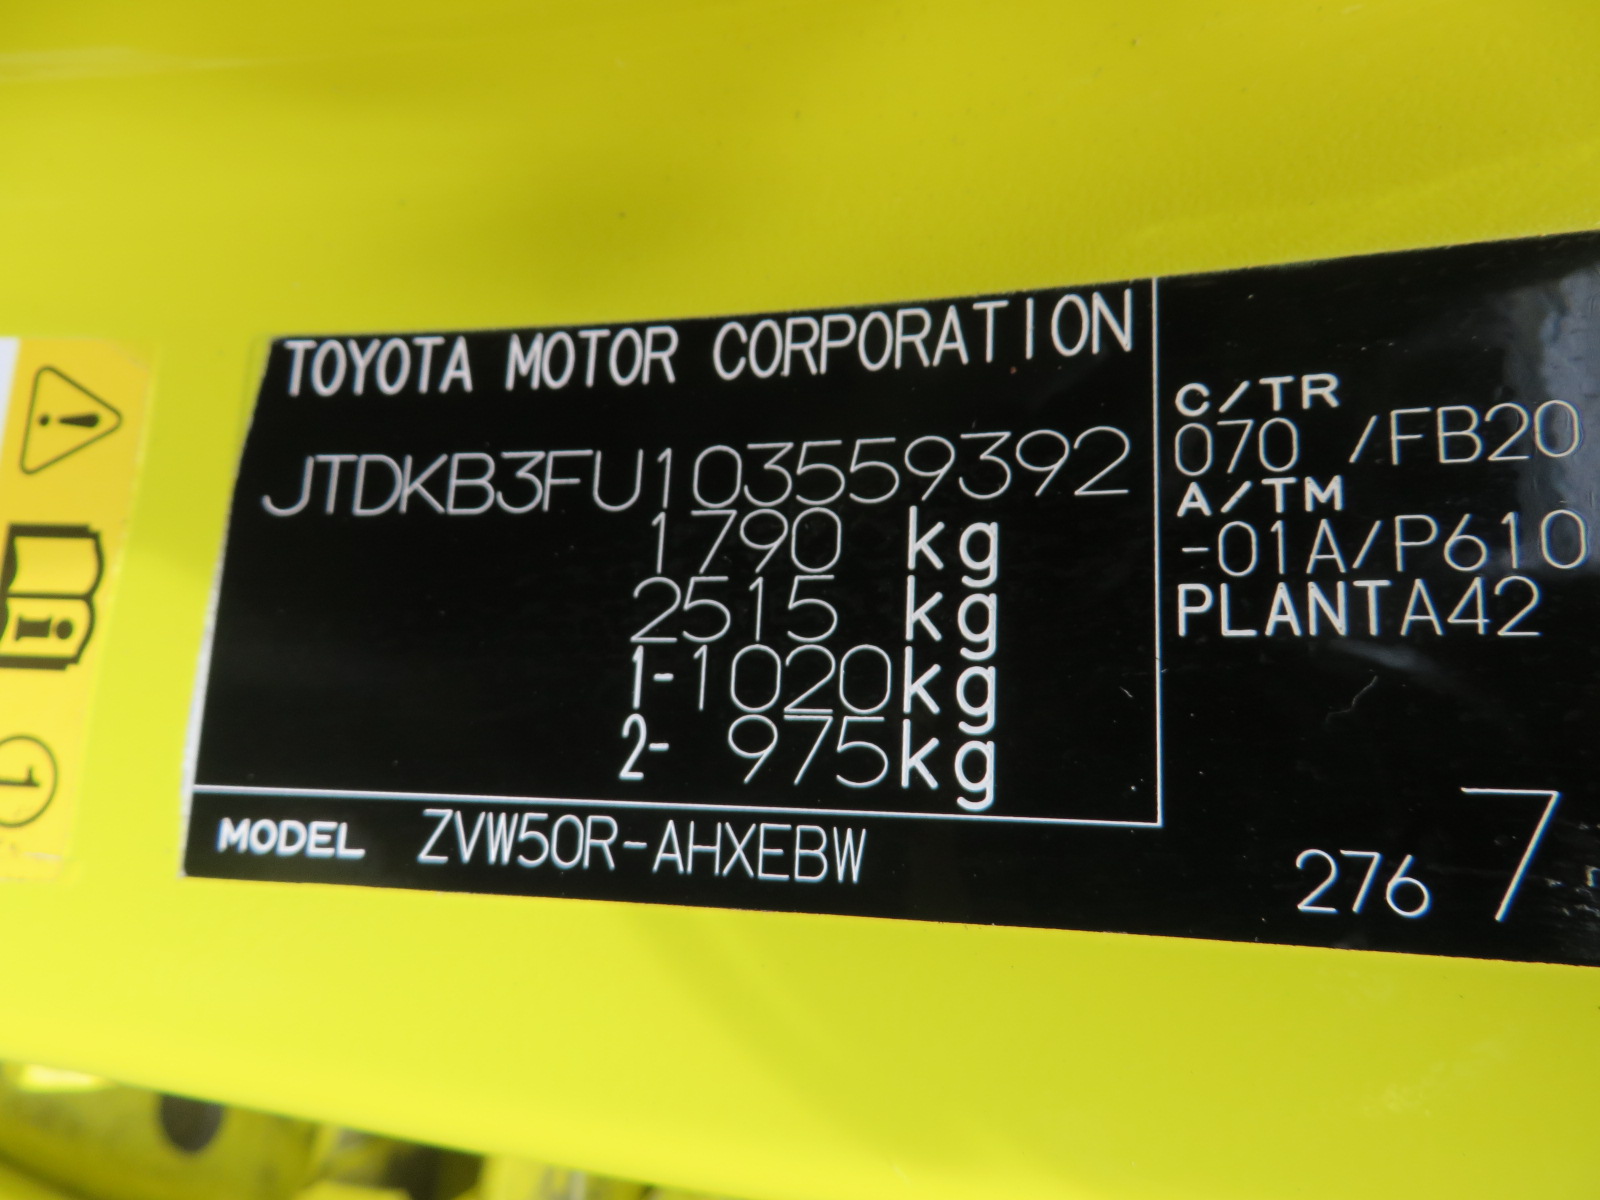 TOYOTA MOTOR CORPORATION
JTDKB3FU103559392
1790 kg
2515 kg
1-1020kg
2- 975kg
MODEL ZVW50R-AHXEBW
C/TR
070 /FB20
A/TM
-01A/P610
PLANTA42
276 7
!
i
1